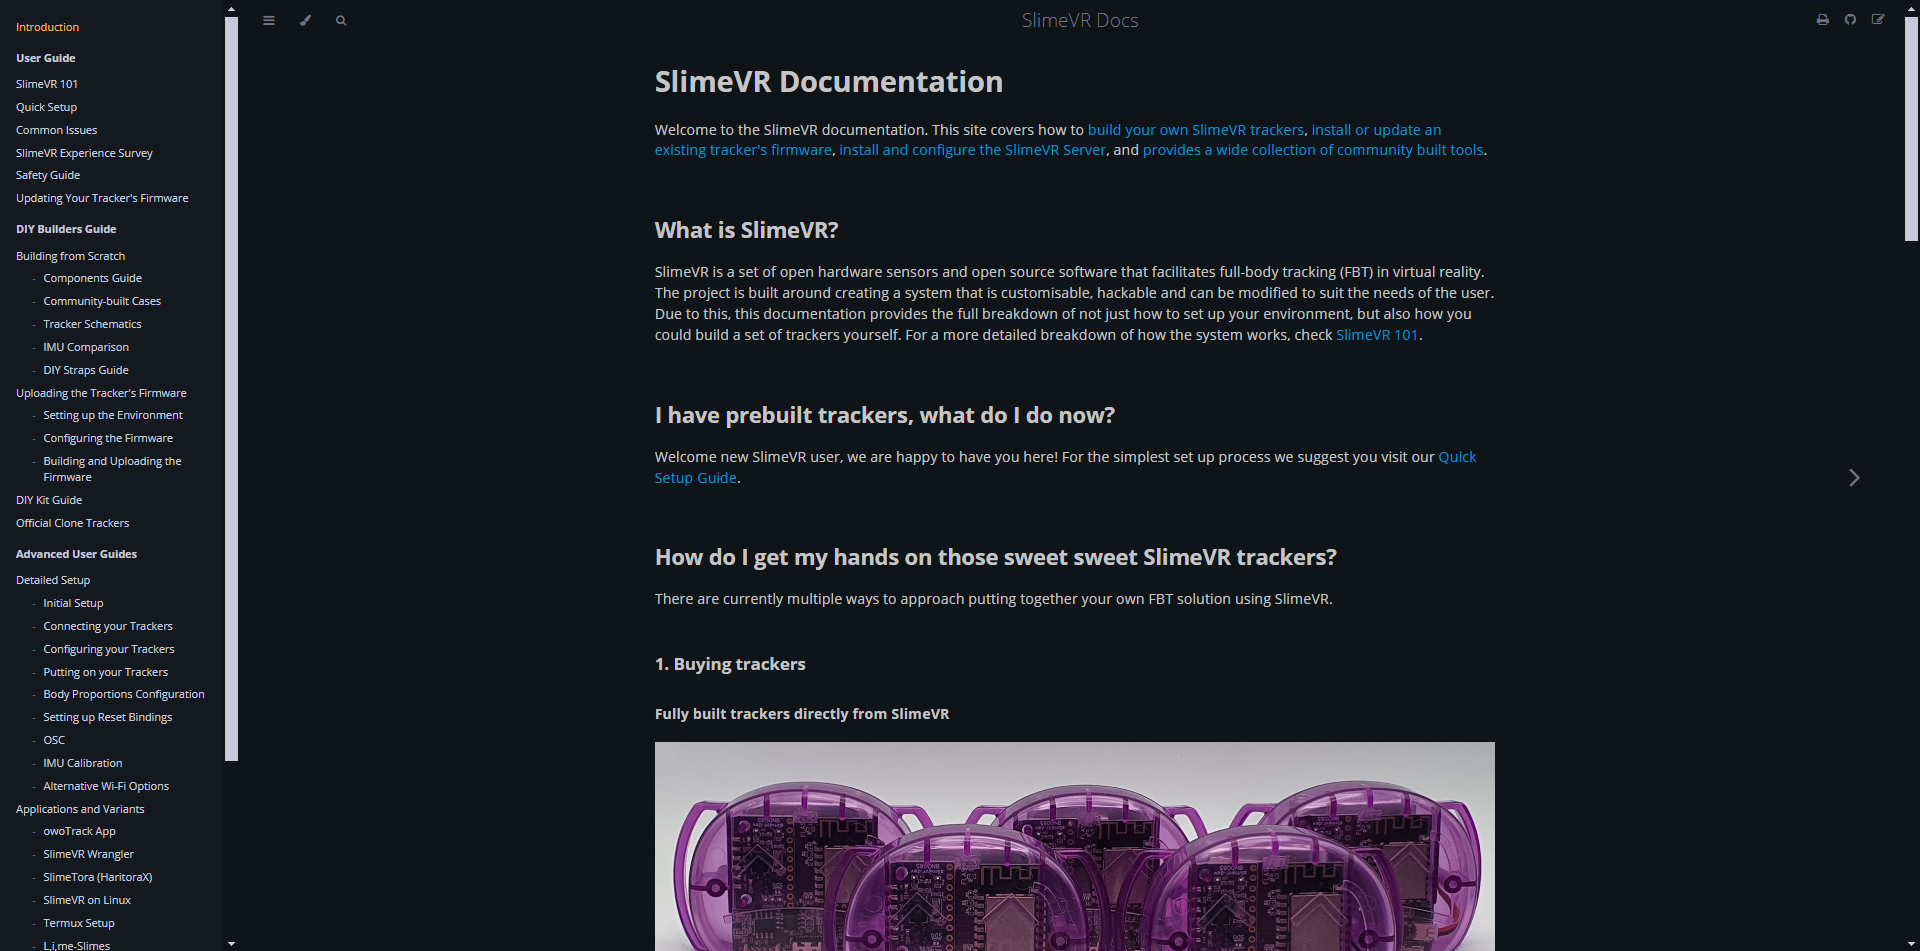 Introduction
User Guide
SlimeVR 101
Quick Setup
Common Issues
SlimeVR Experience Survey
Safety Guide
Updating Your Tracker's Firmware
DIY Builders Guide
Building from Scratch
- Components Guide
- Community-built Cases
- Tracker Schematics
- IMU Comparison
- DIY Straps Guide
Uploading the Tracker's Firmware
- Setting up the Environment
- Configuring the Firmware
- Building and Uploading the
Firmware
DIY Kit Guide
Official Clone Trackers
Advanced User Guides
Detailed Setup
- Initial Setup
- Connecting your Trackers
- Configuring your Trackers
- Putting on your Trackers
- Body Proportions Configuration
- Setting up Reset Bindings
- OSC
- IMU Calibration
- Alternative Wi-Fi Options
Applications and Variants
- owoTrack App
- SlimeVR Wrangler
- SlimeTora (HaritoraX)
- SlimeVR on Linux
- Termux Setup
- L,i,me-Slimes
SlimeVR Docs
SlimeVR Documentation
Welcome to the SlimeVR documentation. This site covers how to build your own SlimeVR trackers, install or update an
existing tracker's firmware, install and configure the SlimeVR Server, and provides a wide collection of community built tools.
What is SlimeVR?
SlimeVR is a set of open hardware sensors and open source software that facilitates full-body tracking (FBT) in virtual reality.
The project is built around creating a system that is customisable, hackable and can be modified to suit the needs of the user.
Due to this, this documentation provides the full breakdown of not just how to set up your environment, but also how you
could build a set of trackers yourself. For a more detailed breakdown of how the system works, check SlimeVR 101.
I have prebuilt trackers, what do I do now?
Welcome new SlimeVR user, we are happy to have you here! For the simplest set up process we suggest you visit our Quick
Setup Guide.
How do I get my hands on those sweet sweet SlimeVR trackers?
There are currently multiple ways to approach putting together your own FBT solution using SlimeVR.
1. Buying trackers
Fully built trackers directly from SlimeVR